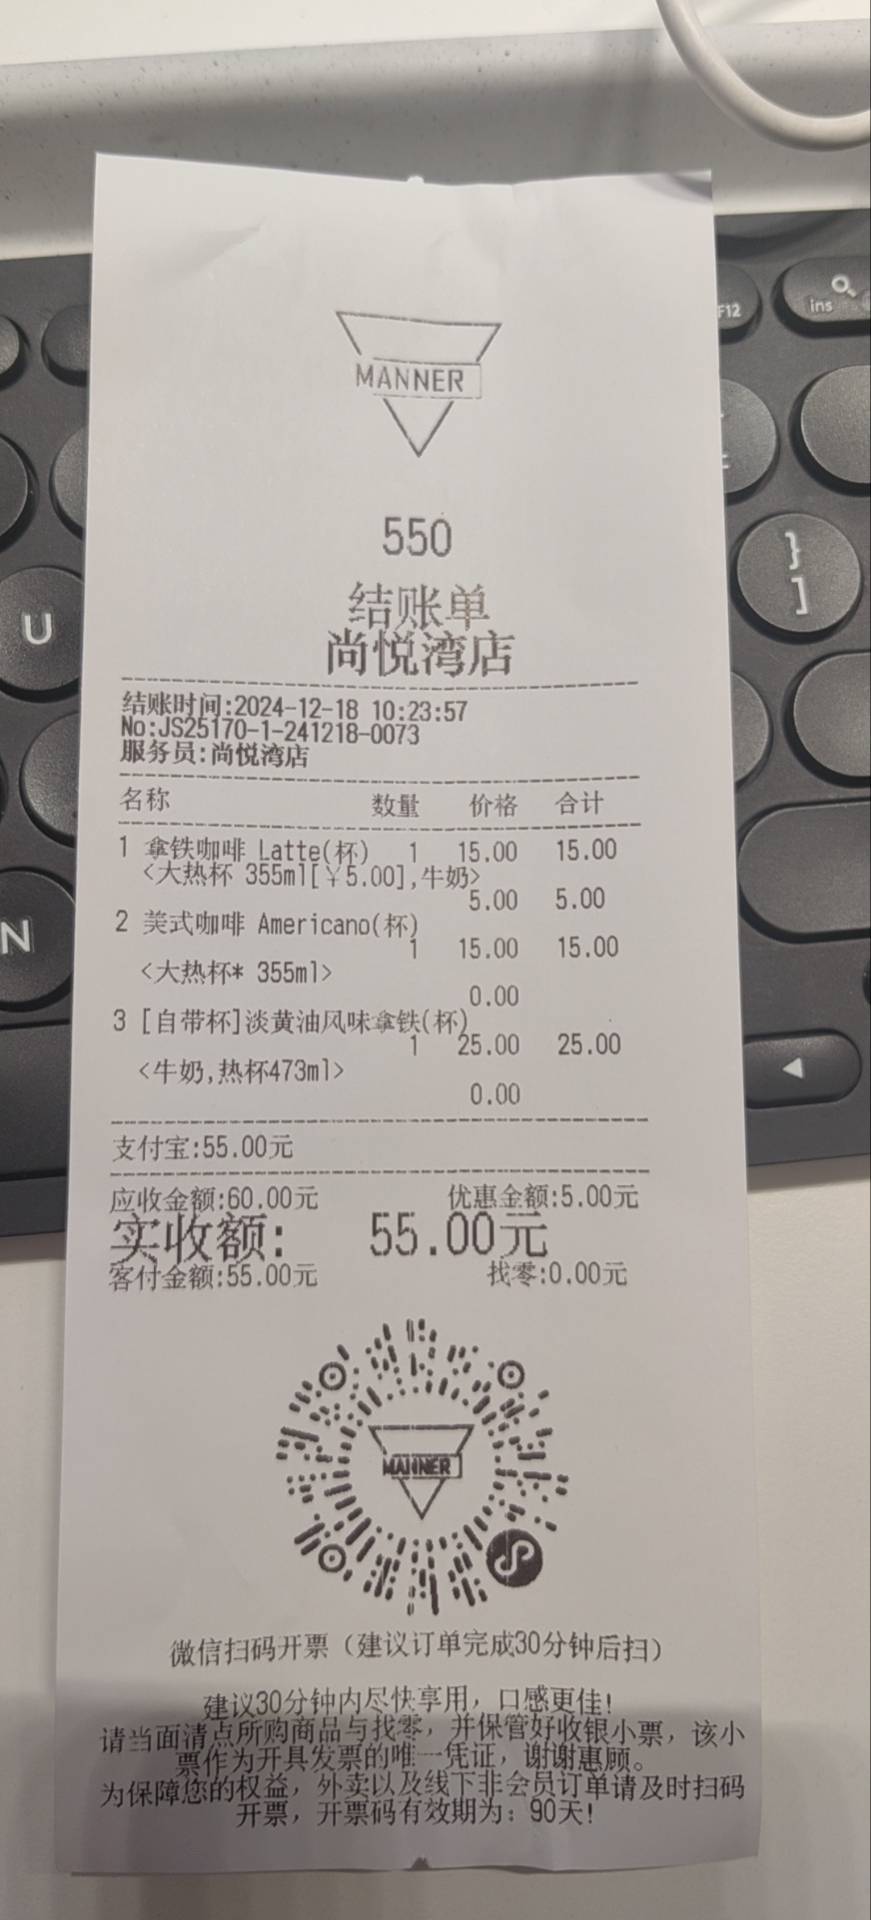 MANNER
550
结账单
尚悦湾店
结账时间:2024-12-18 10:23:57
No:JS25170-1-241218-0073
服务员:尚悦湾店
名称 数量 价格 合计
1 拿铁咖啡 Latte(杯) 1 15.00 15.00
<大热杯 355ml[￥5.00],牛奶>
5.00 5.00
2 美式咖啡 Americano(杯)
1 15.00 15.00
<大热杯* 355ml>
0.00
3 [自带杯]淡黄油风味拿铁(杯)
1 25.00 25.00
<牛奶,热杯473ml>
0.00
支付宝:55.00元
应收金额:60.00元 优惠金额:5.00元
实收额: 55.00元
客付金额:55.00元 找零:0.00元
MANNER
微信扫码开票（建议订单完成30分钟后扫）
建议30分钟内尽快享用，口感更佳!
请当面清点所购商品与找零，并保管好收银小票，该小
票作为开具发票的唯一凭证，谢谢惠顾。
为保障您的权益，外卖以及线下非会员订单请及时扫码
开票，开票码有效期为：90天!
F12
ins
}
]
U
N